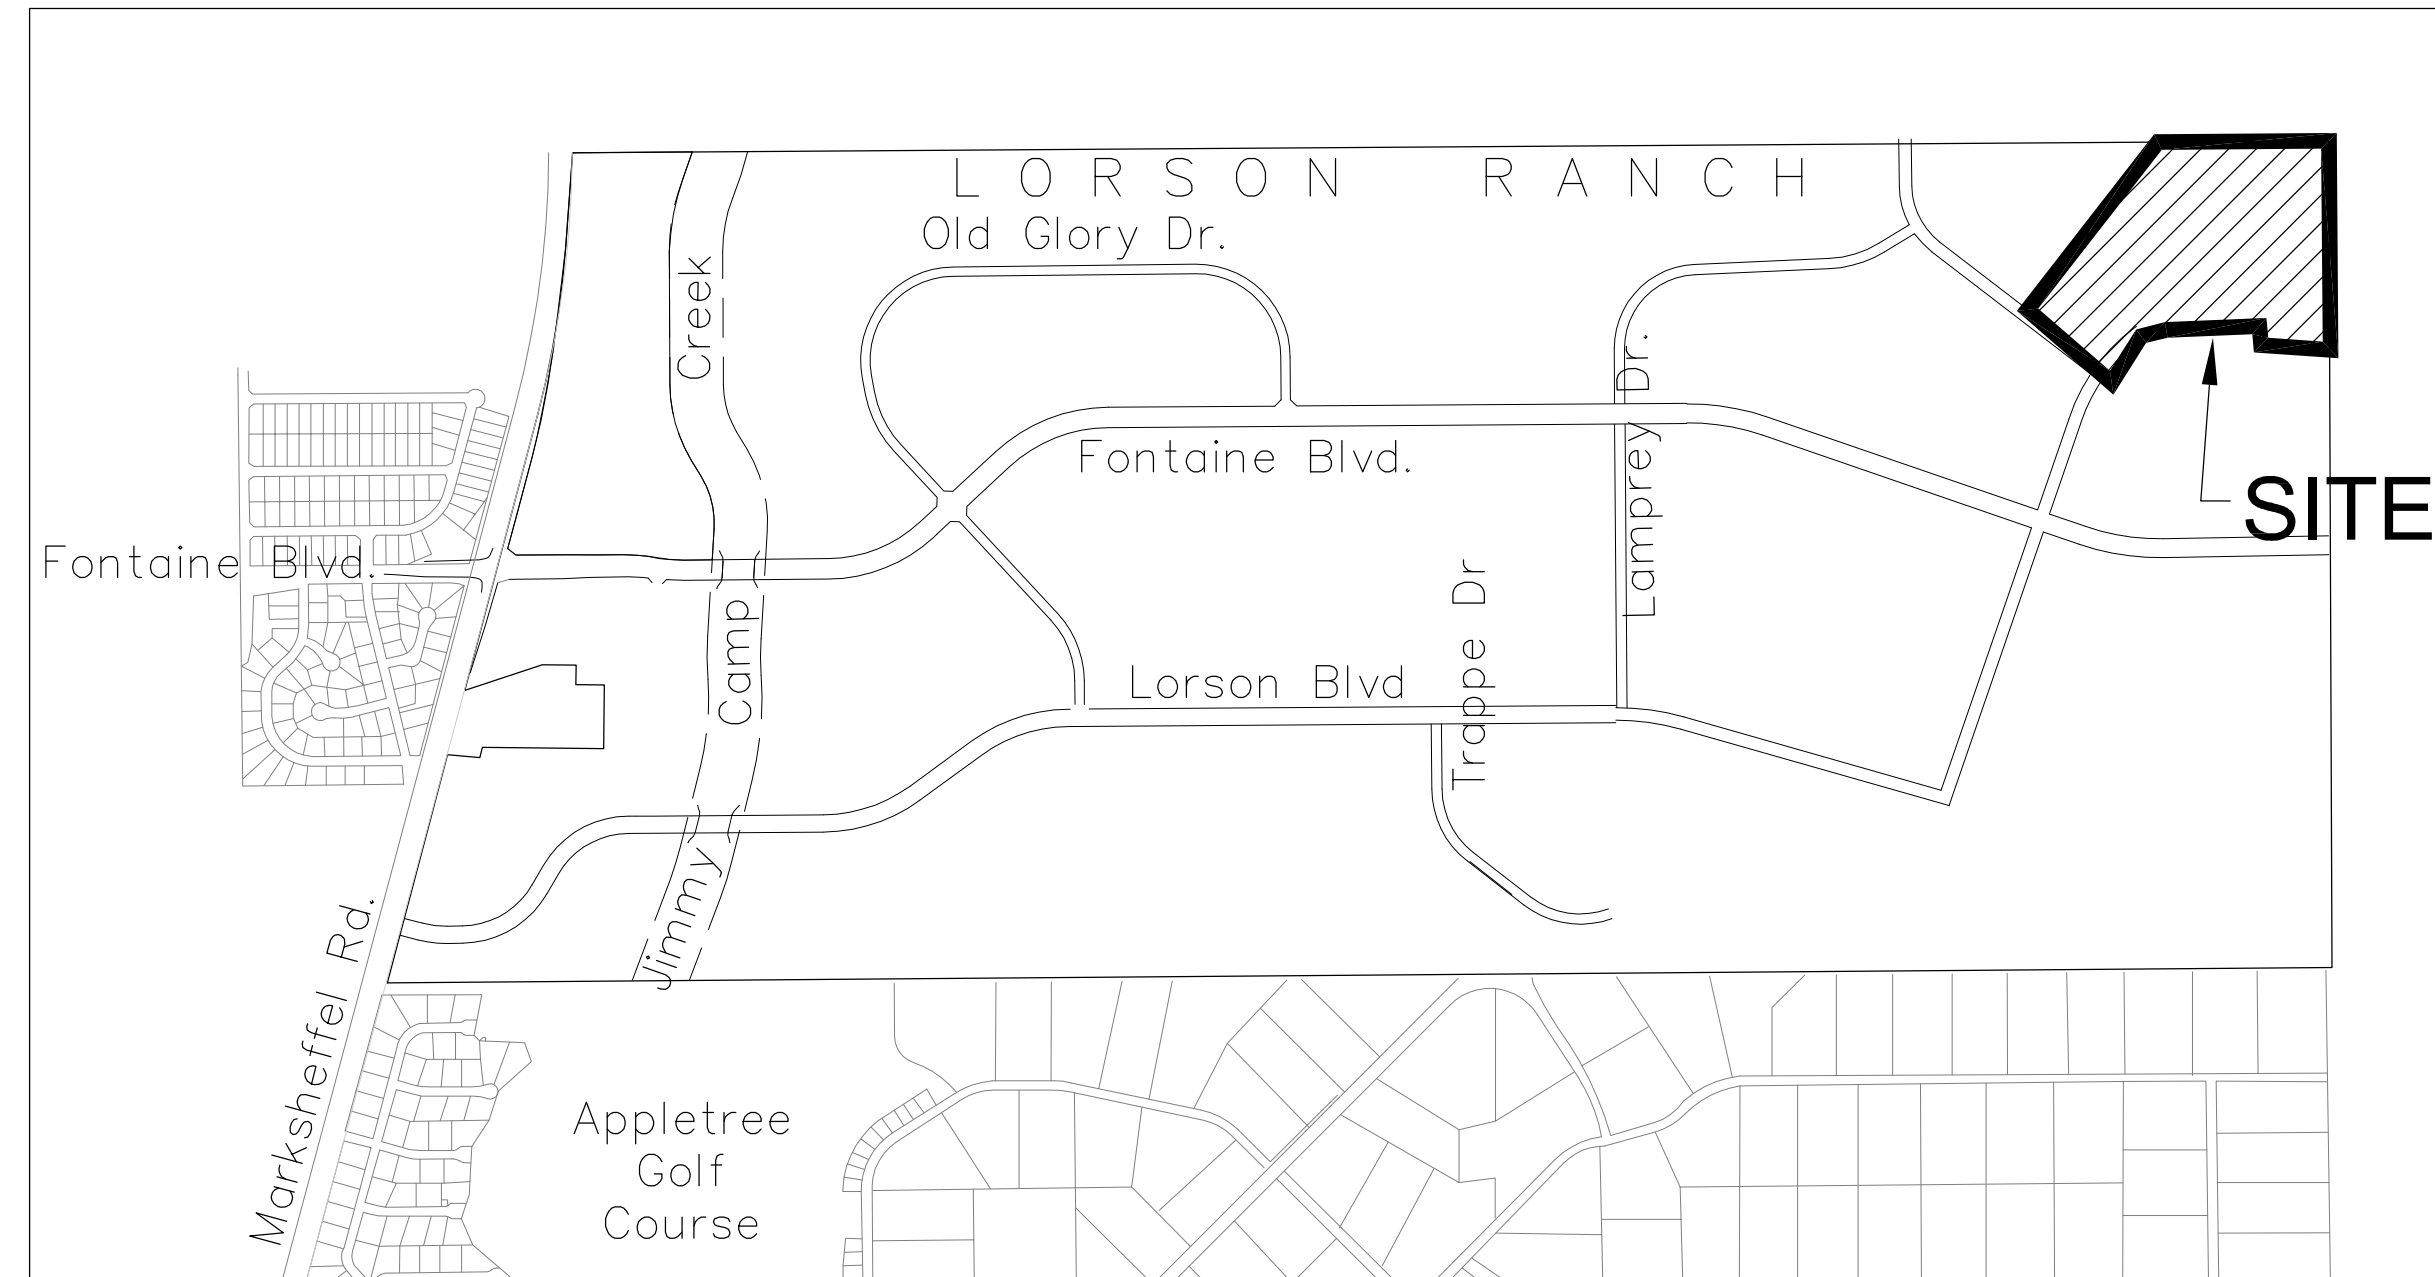 LORSON RANCH
Old Glory Dr.
Creek
Lamprey Dr.
Fontaine Blvd.
SITE
Fontaine Blvd.
Trappe Dr
Camp
Lorson Blvd
Jimmy
Marksheffel Rd.
Appletree
Golf
Course